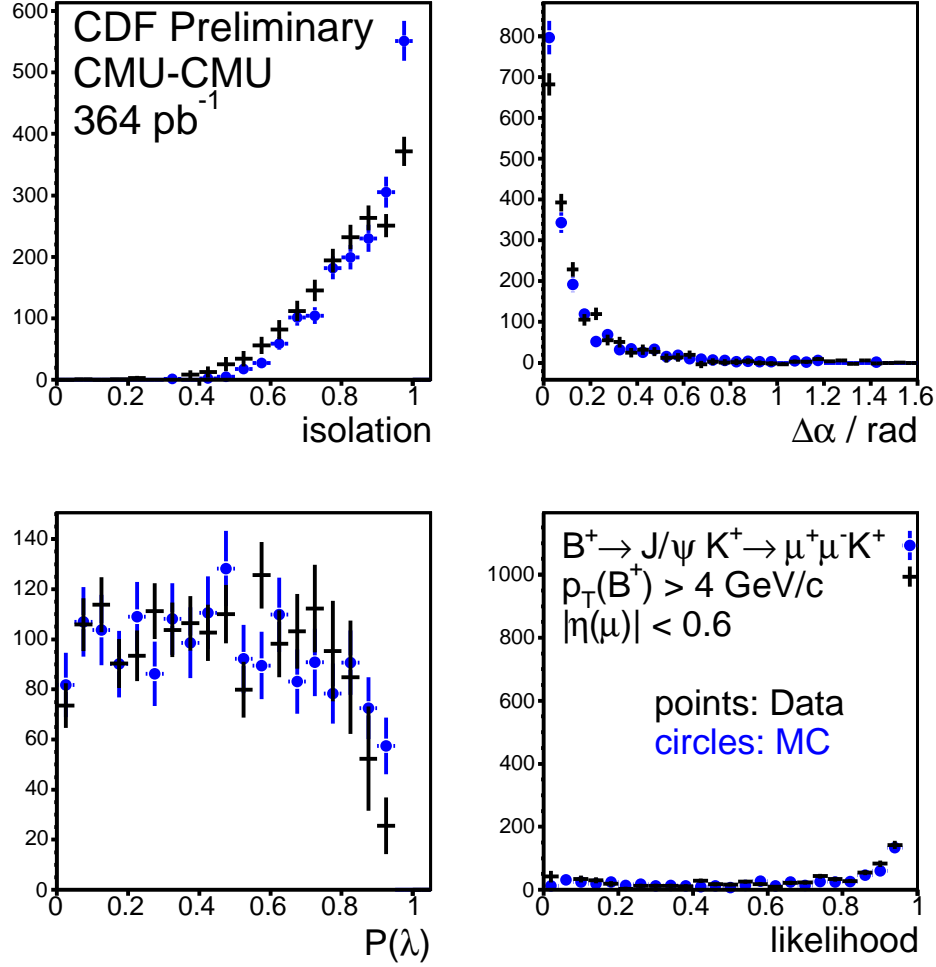 600
500
400
300
200
100
0
CDF Preliminary
CMU-CMU
364 pb⁻¹
0 0.2 0.4 0.6 0.8 1
isolation
800
700
600
500
400
300
200
100
0
0 0.2 0.4 0.6 0.8 1 1.2 1.4 1.6
Δα / rad
140
120
100
80
60
40
20
0
0 0.2 0.4 0.6 0.8 1
P(λ)
1000
800
600
400
200
0
B⁺→ J/ψ K⁺→ μ⁺μ⁻K⁺
p_T(B⁺) > 4 GeV/c
|η(μ)| < 0.6
points: Data
circles: MC
0 0.2 0.4 0.6 0.8 1
likelihood